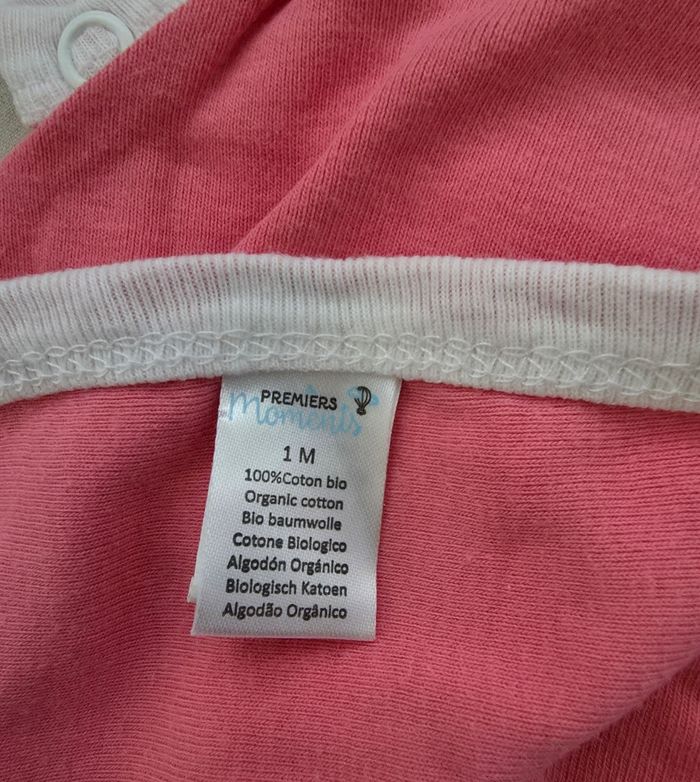 PREMIERS
Moments
1 M
100%Coton bio
Organic cotton
Bio baumwolle
Cotone Biologico
Algodón Orgánico
Biologisch Katoen
Algodão Orgânico